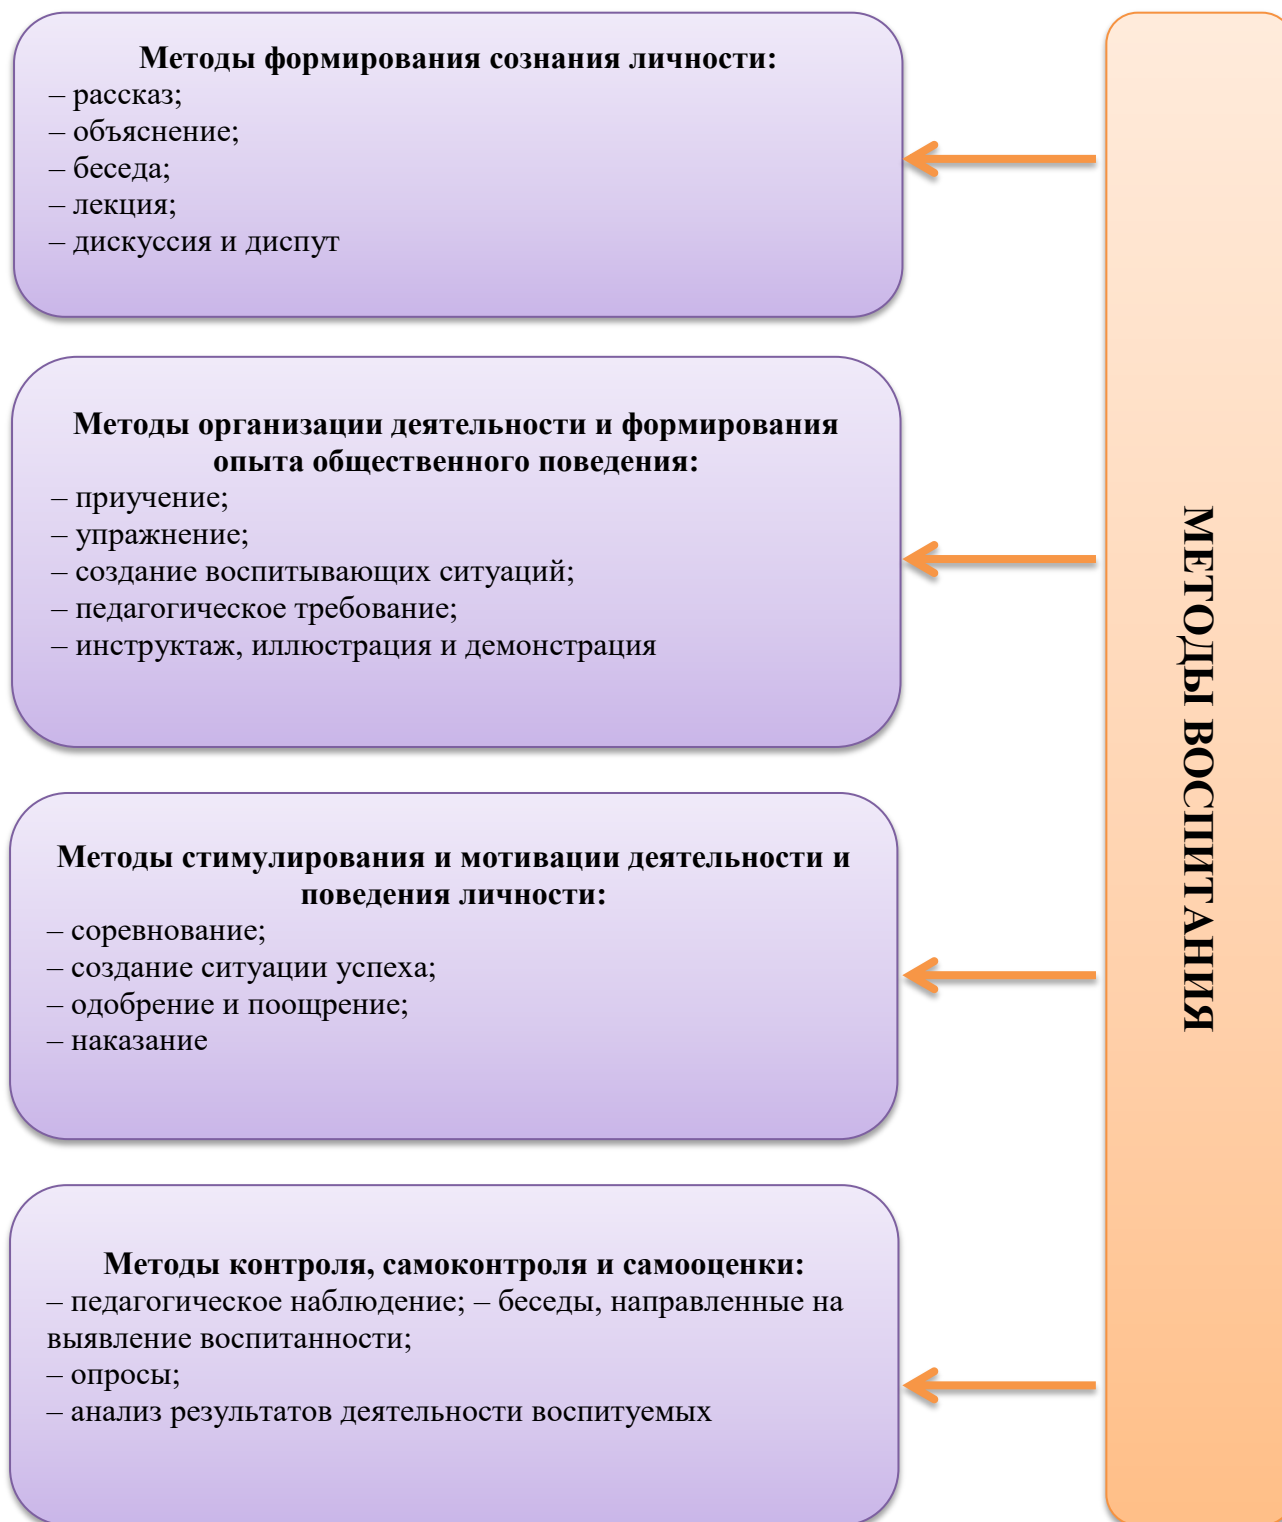 Методы формирования сознания личности:
– рассказ;
– объяснение;
– беседа;
– лекция;
– дискуссия и диспут
Методы организации деятельности и формирования
опыта общественного поведения:
– приучение;
– упражнение;
– создание воспитывающих ситуаций;
– педагогическое требование;
– инструктаж, иллюстрация и демонстрация
Методы стимулирования и мотивации деятельности и
поведения личности:
– соревнование;
– создание ситуации успеха;
– одобрение и поощрение;
– наказание
Методы контроля, самоконтроля и самооценки:
– педагогическое наблюдение; – беседы, направленные на
выявление воспитанности;
– опросы;
– анализ результатов деятельности воспитуемых
МЕТОДЫ ВОСПИТАНИЯ